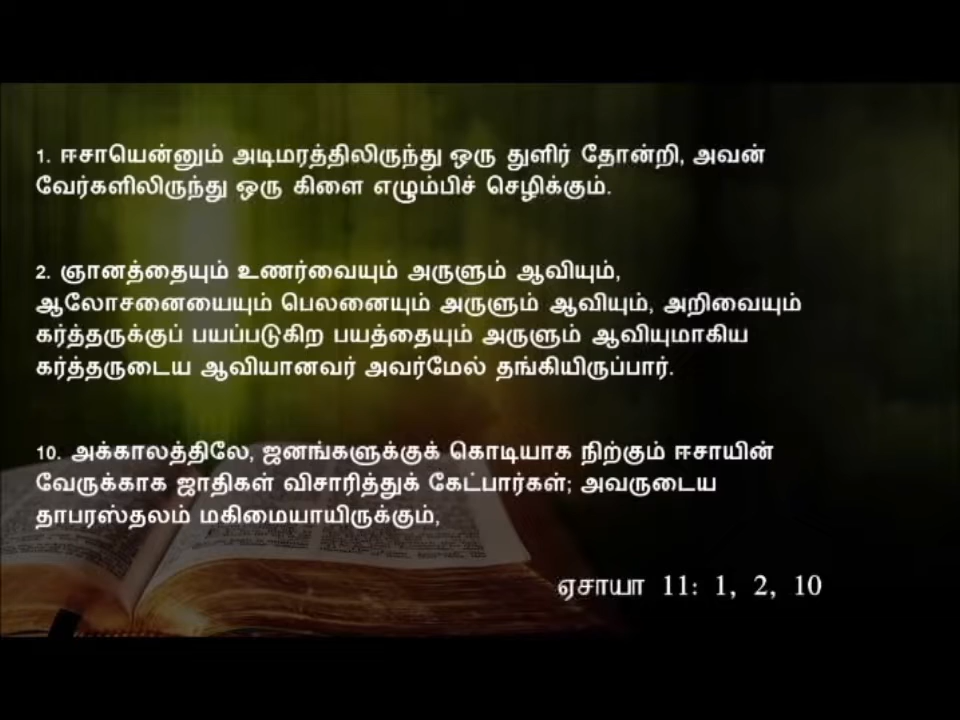 1. ஈசாயென்னும் அடிமரத்திலிருந்து ஒரு துளிர் தோன்றி, அவன்
வேர்களிலிருந்து ஒரு கிளை எழும்பிச் செழிக்கும்.
2. ஞானத்தையும் உணர்வையும் அருளும் ஆவியும்,
ஆலோசனையையும் பெலனையும் அருளும் ஆவியும், அறிவையும்
கர்த்தருக்குப் பயப்படுகிற பயத்தையும் அருளும் ஆவியுமாகிய
கர்த்தருடைய ஆவியானவர் அவர்மேல் தங்கியிருப்பார்.
10. அக்காலத்திலே, ஜனங்களுக்குக் கொடியாக நிற்கும் ஈசாயின்
வேருக்காக ஜாதிகள் விசாரித்துக் கேட்பார்கள்; அவருடைய
தாபரஸ்தலம் மகிமையாயிருக்கும்,
ஏசாயா 11: 1, 2, 10